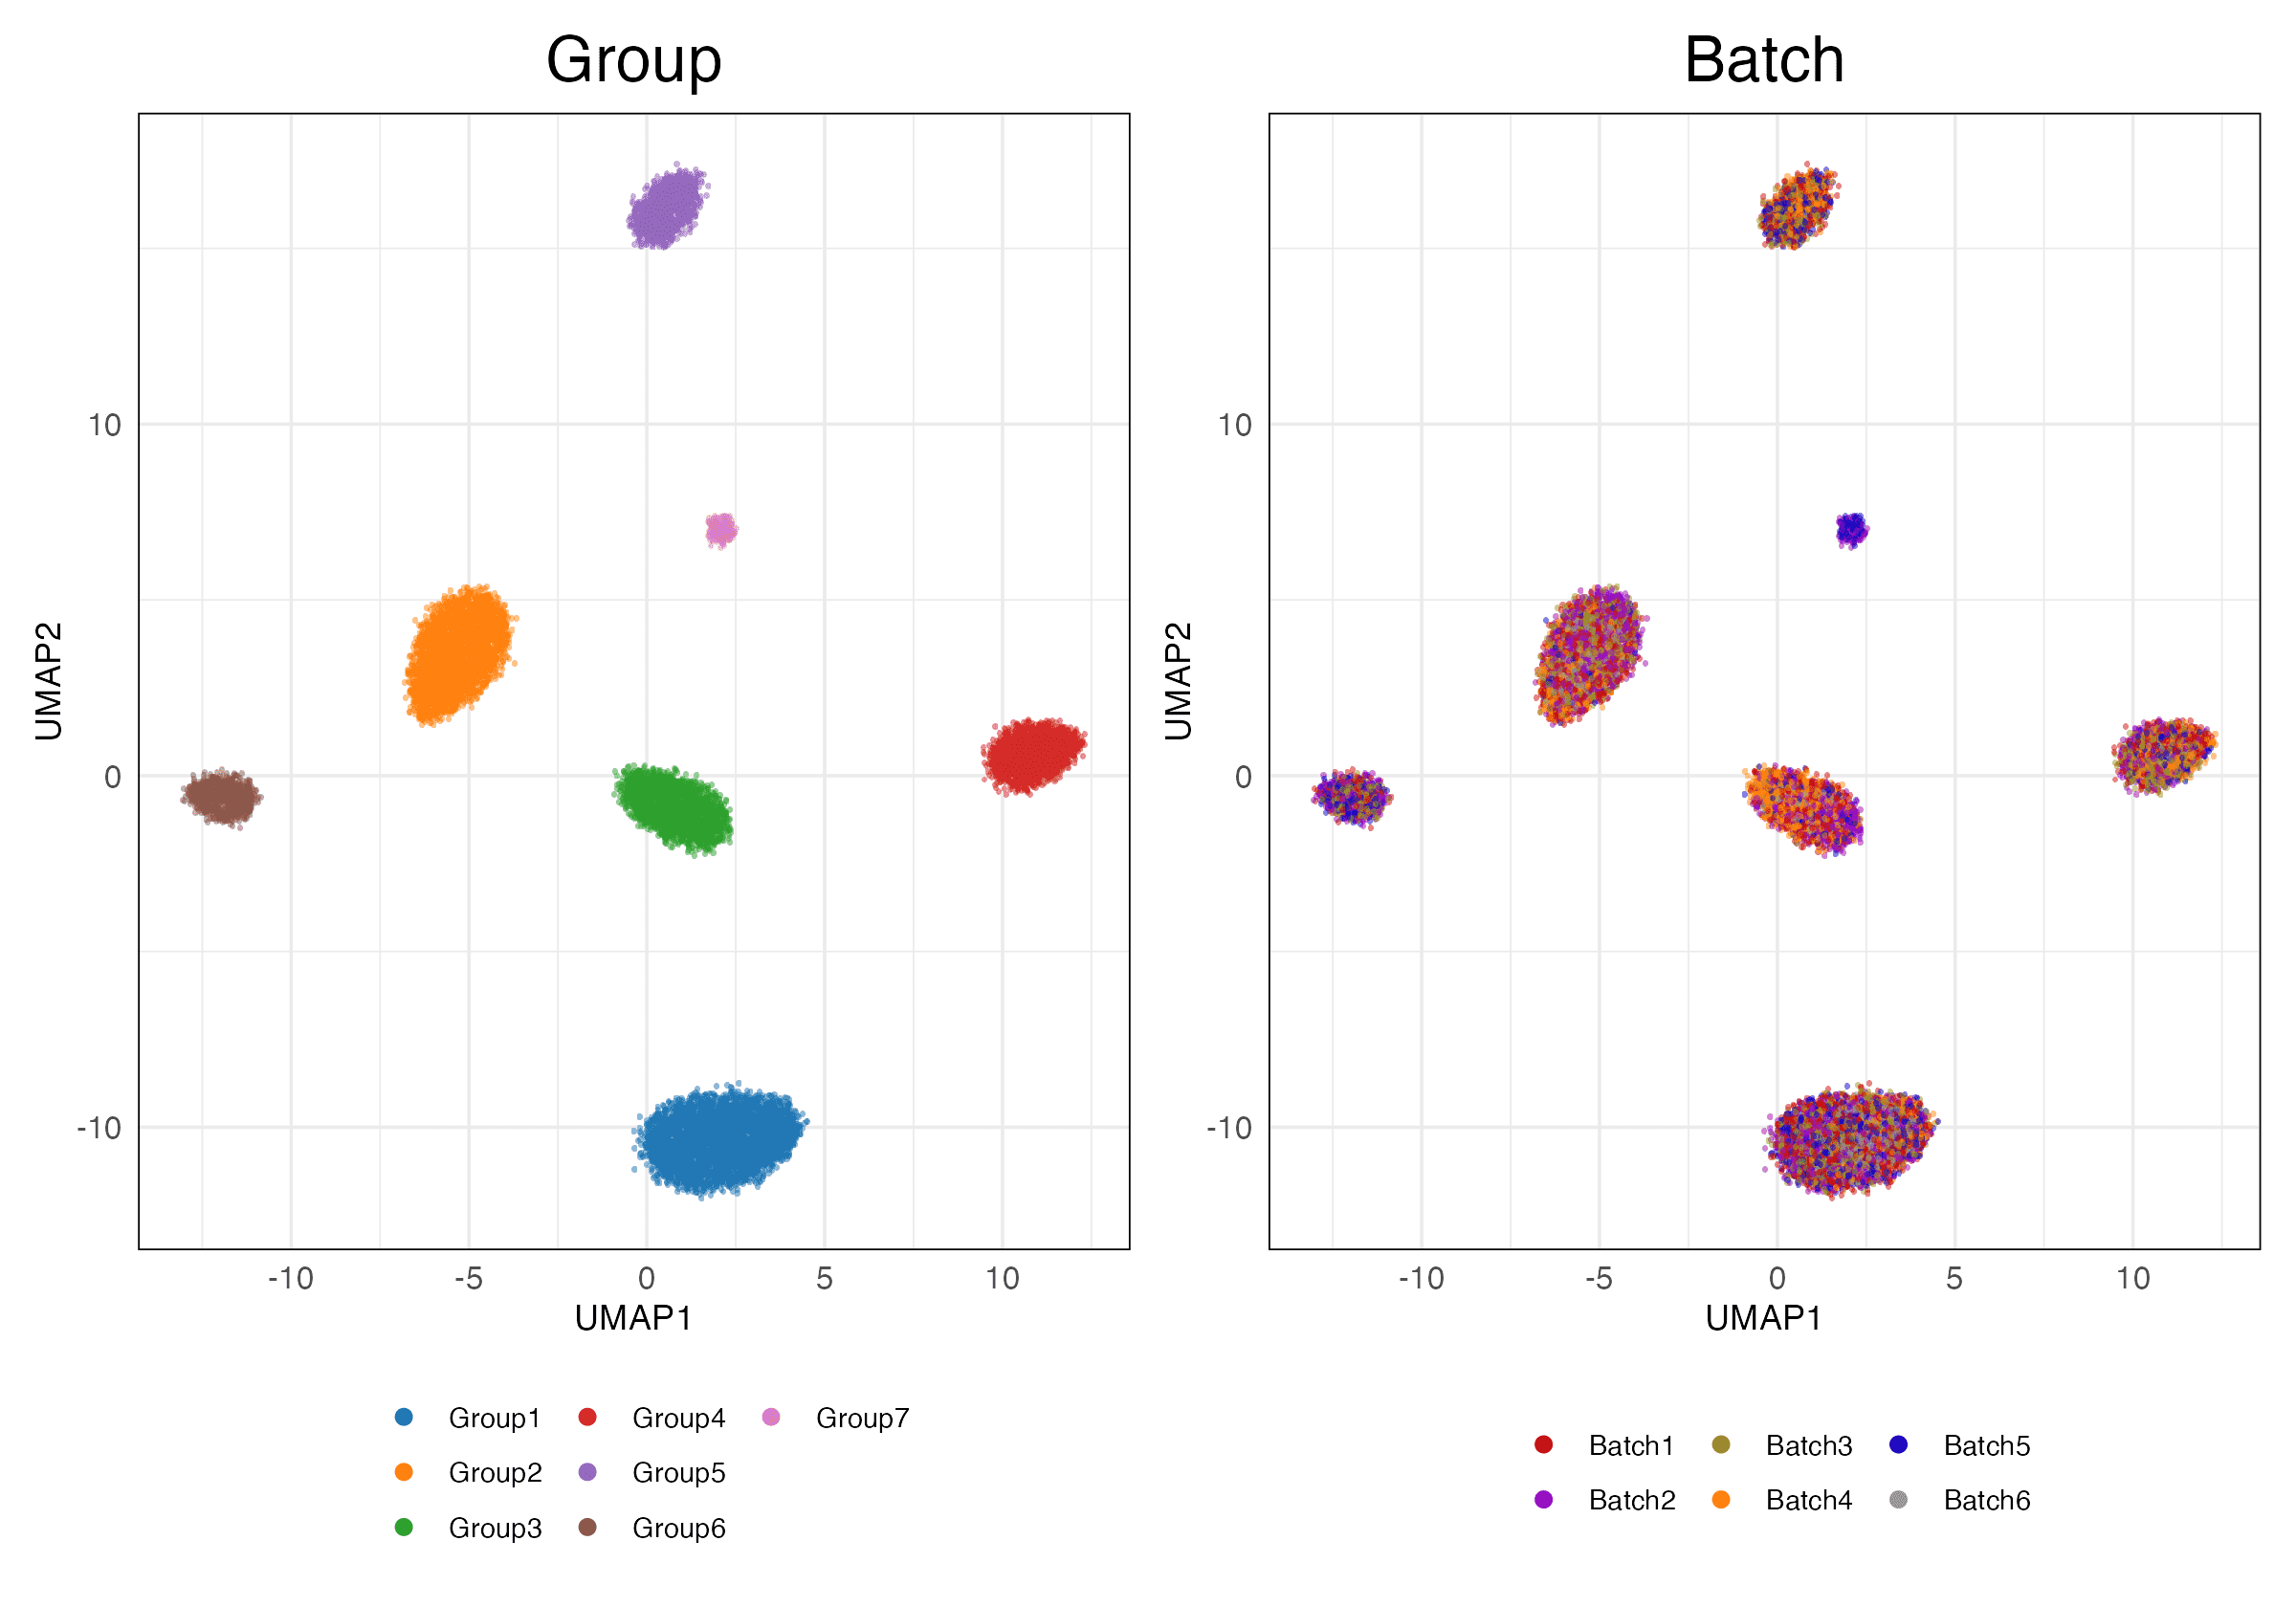 Group
Batch
10
0
-10
UMAP2
-10 -5 0 5 10
UMAP1
Group1 Group4 Group7
Group2 Group5
Group3 Group6
10
0
-10
UMAP2
-10 -5 0 5 10
UMAP1
Batch1 Batch3 Batch5
Batch2 Batch4 Batch6